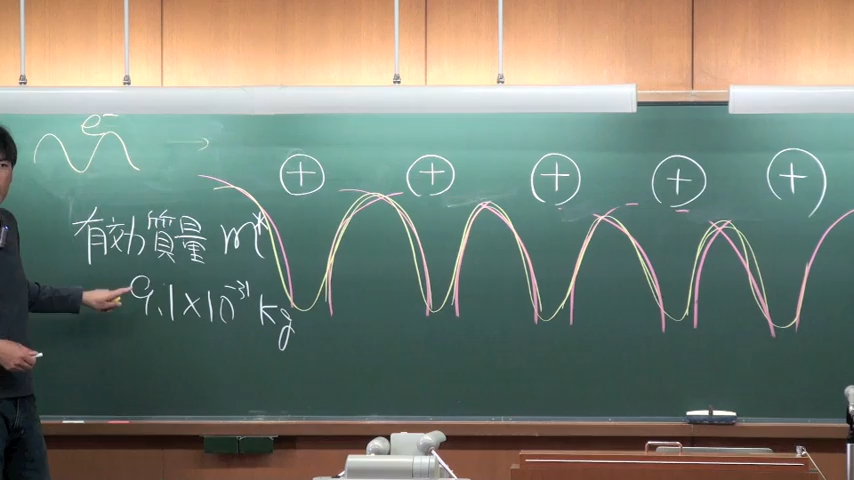 e⁻ →
+ + + + +
有効質量 m*
9.1×10⁻³¹ kg